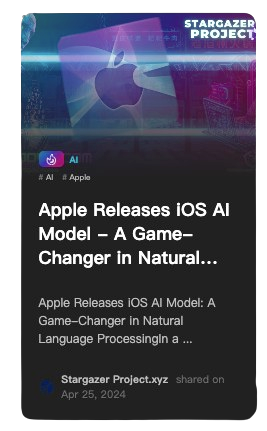 STARGAZER
PROJECT
AI
# AI # Apple
Apple Releases iOS AI
Model – A Game–
Changer in Natural...
Apple Releases iOS AI Model: A
Game–Changer in Natural
Language ProcessingIn a ...
Stargazer Project.xyz shared on
Apr 25, 2024